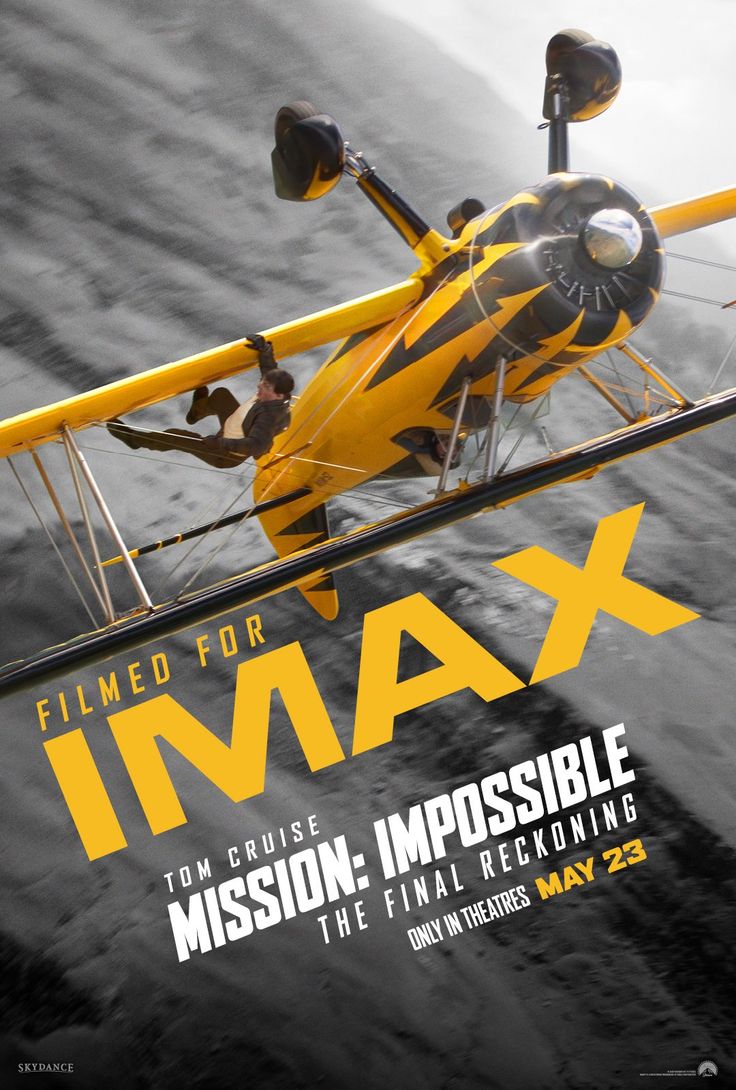 FILMED FOR
IMAX
TOM CRUISE
MISSION: IMPOSSIBLE
THE FINAL RECKONING
ONLY IN THEATRES MAY 23
SKYDANCE